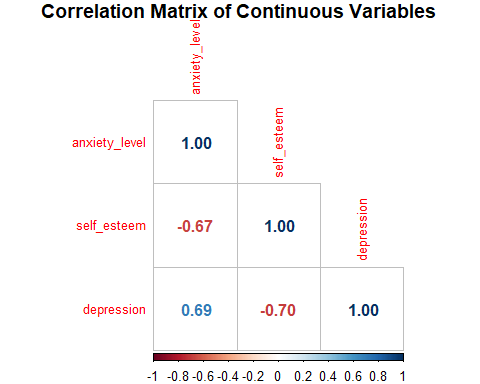 Correlation Matrix of Continuous Variables
anxiety_level
self_esteem
depression
anxiety_level 1.00
self_esteem -0.67 1.00
depression 0.69 -0.70 1.00
-1 -0.8 -0.6 -0.4 -0.2 0 0.2 0.4 0.6 0.8 1